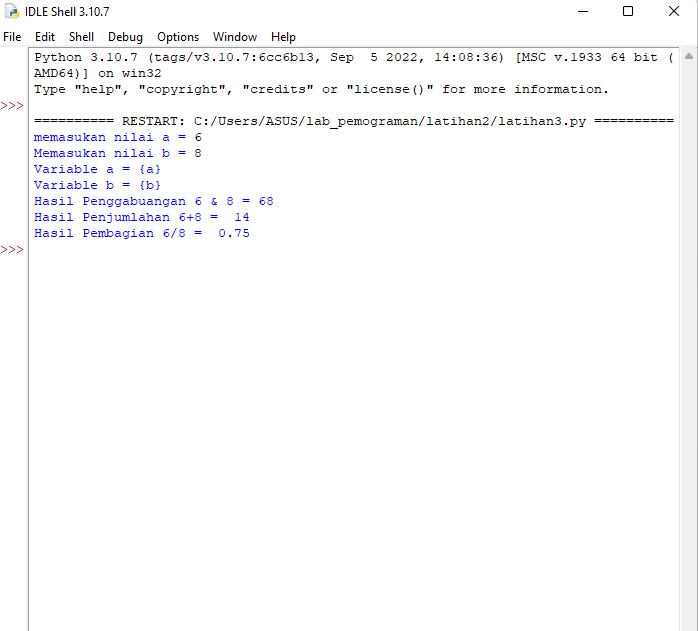 IDLE Shell 3.10.7
File Edit Shell Debug Options Window Help
Python 3.10.7 (tags/v3.10.7:6cc6b13, Sep  5 2022, 14:08:36) [MSC v.1933 64 bit (
AMD64)] on win32
Type "help", "copyright", "credits" or "license()" for more information.
>>>
========== RESTART: C:/Users/ASUS/lab_pemograman/latihan2/latihan3.py ==========
memasukan nilai a = 6
Memasukan nilai b = 8
Variable a = {a}
Variable b = {b}
Hasil Penggabuangan 6 & 8 = 68
Hasil Penjumlahan 6+8 =  14
Hasil Pembagian 6/8 =  0.75
>>>